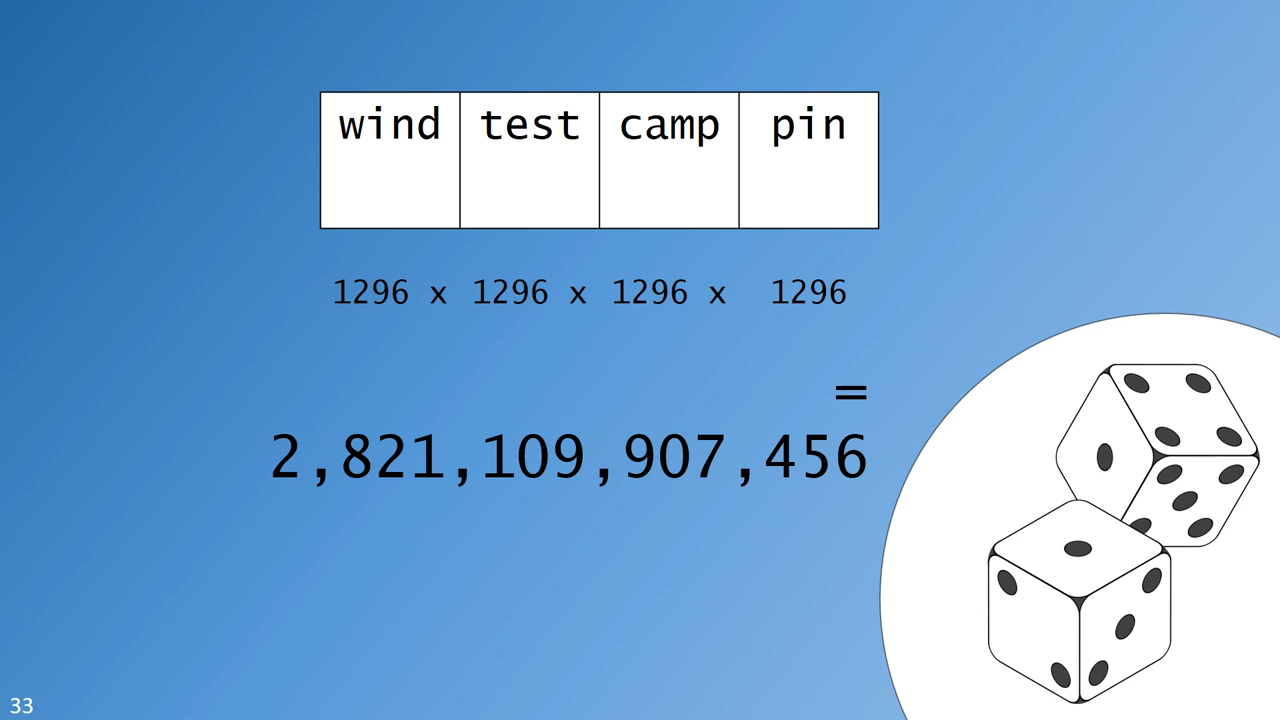 wind test camp pin
1296 x 1296 x 1296 x 1296
=
2,821,109,907,456
33